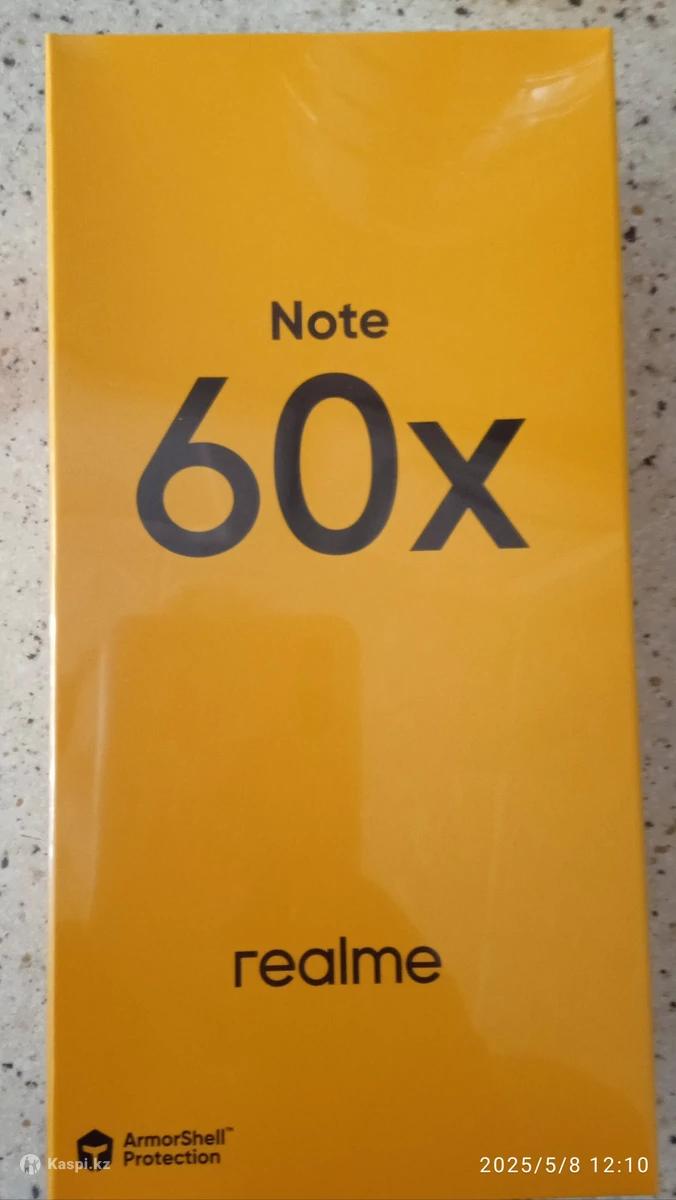 Note
60x
realme
ArmorShell™
Protection
Kaspi.kz
2025/5/8 12:10